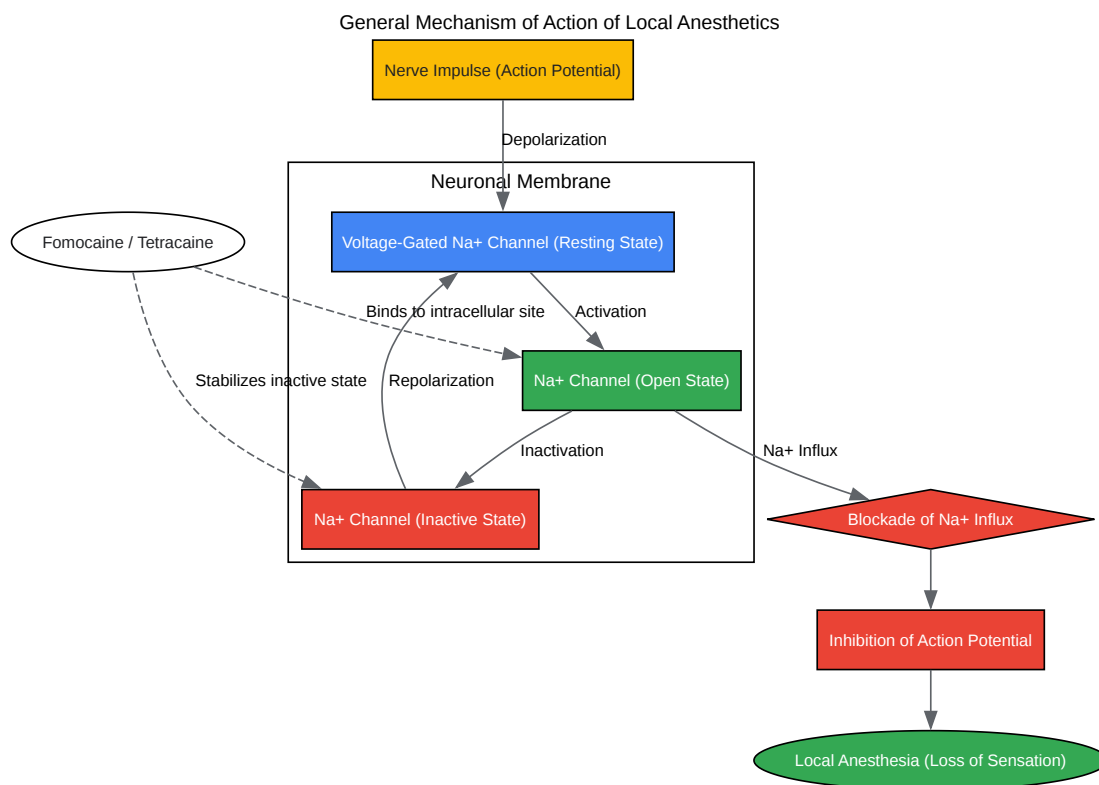 General Mechanism of Action of Local Anesthetics
Nerve Impulse (Action Potential)
Depolarization
Neuronal Membrane
Voltage-Gated Na+ Channel (Resting State)
Fomocaine / Tetracaine
Binds to intracellular site
Activation
Na+ Channel (Open State)
Stabilizes inactive state
Repolarization
Inactivation
Na+ Influx
Na+ Channel (Inactive State)
Blockade of Na+ Influx
Inhibition of Action Potential
Local Anesthesia (Loss of Sensation)